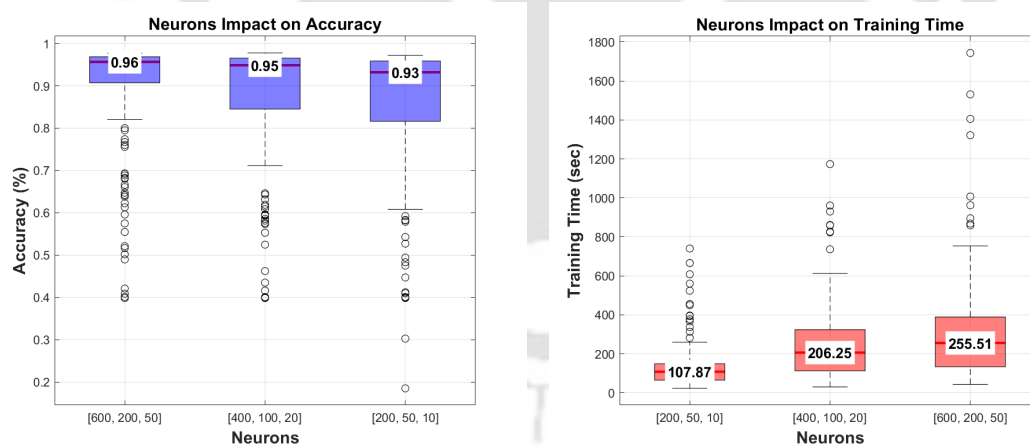 Neurons Impact on Accuracy
1
0.9
0.8
0.7
0.6
0.5
0.4
0.3
0.2
Accuracy (%)
0.96
0.95
0.93
[600, 200, 50]
[400, 100, 20]
[200, 50, 10]
Neurons
Neurons Impact on Training Time
1800
1600
1400
1200
1000
800
600
400
200
0
Training Time (sec)
107.87
206.25
255.51
[200, 50, 10]
[400, 100, 20]
[600, 200, 50]
Neurons